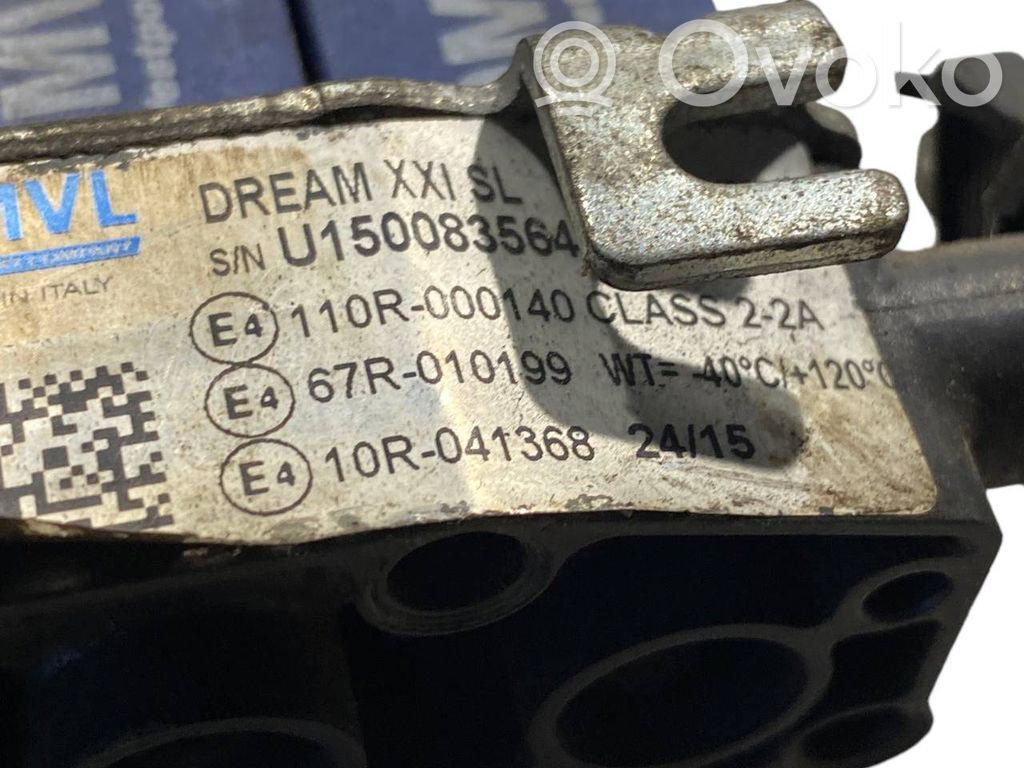 Ovoko
MVL
DREAM XXI SL
S/N U150083564
IN ITALY
E4 110R-000140 CLASS 2-2A
E4 67R-010199 WT= -40°C/+120°C
E4 10R-041368 24/15